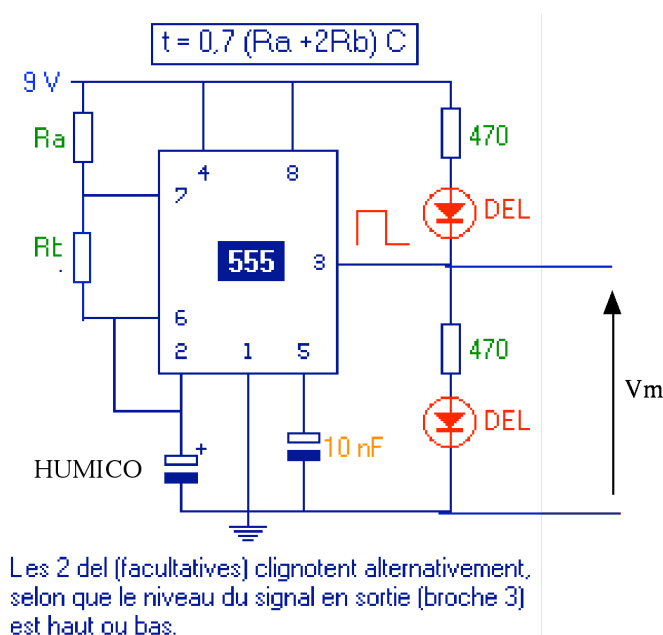 t = 0,7 (Ra +2Rb) C
9 V
Ra
470
4
8
7
DEL
Rb
555
3
6
2
1
5
470
Vm
DEL
+
10 nF
HUMICO
Les 2 del (facultatives) clignotent alternativement,
selon que le niveau du signal en sortie (broche 3)
est haut ou bas.